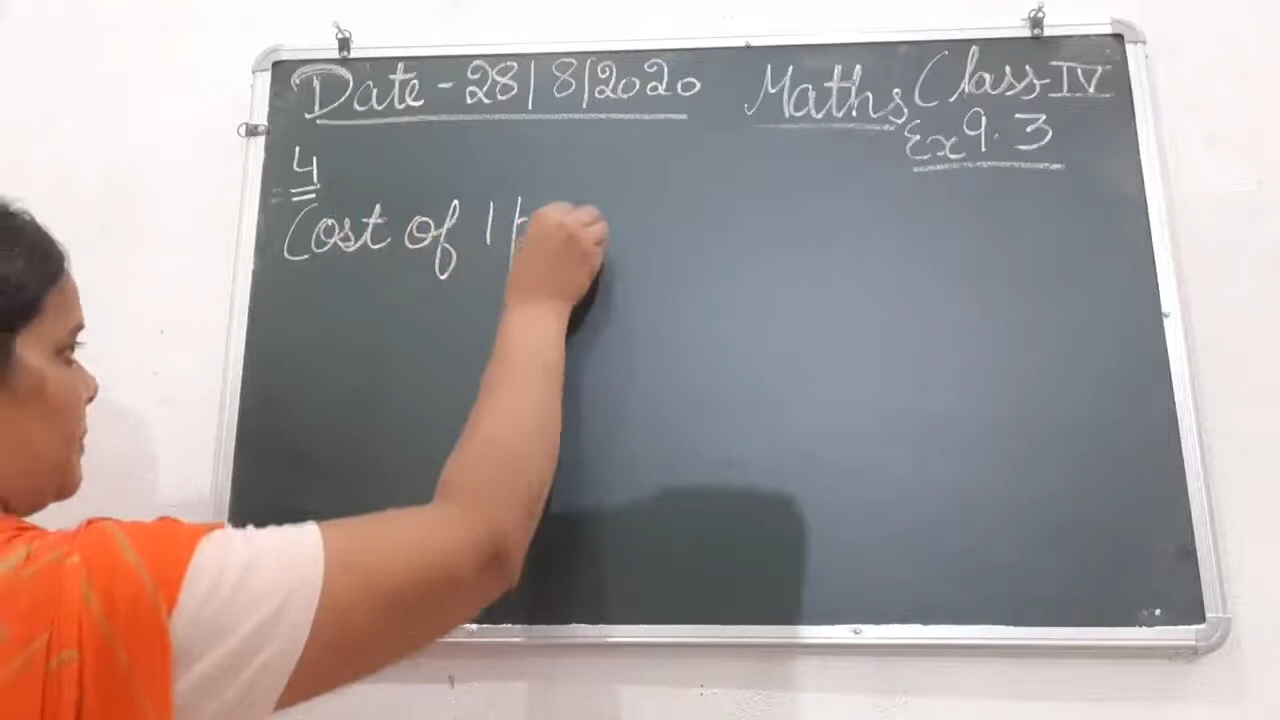 Date - 28/8/2020 Maths Class-IV
Ex 9.3
4
Cost of 1